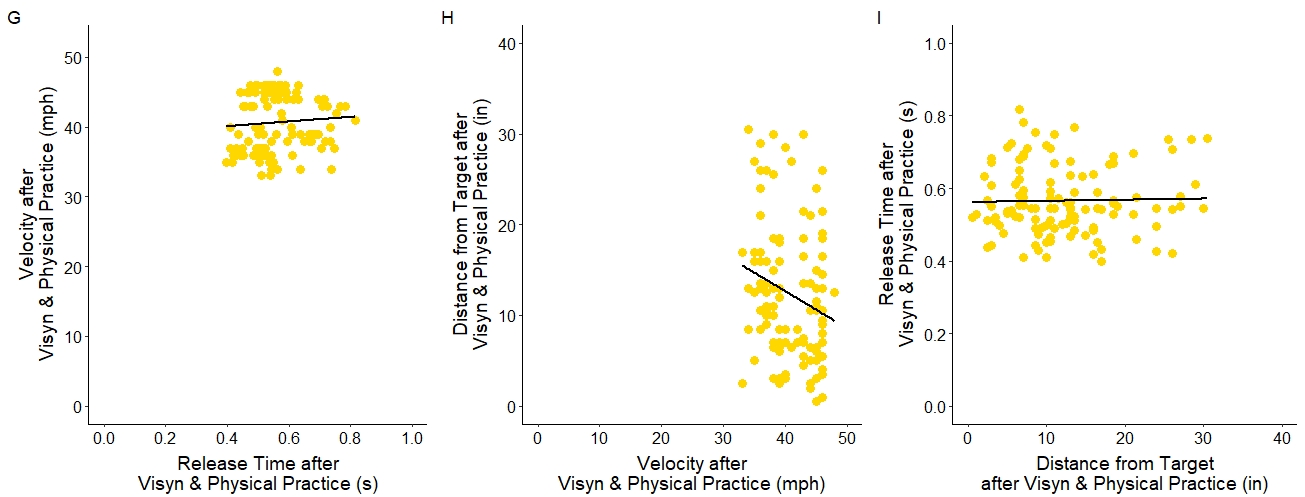 G
Velocity after
Visyn & Physical Practice (mph)
50
40
30
20
10
0
0.0 0.2 0.4 0.6 0.8 1.0
Release Time after
Visyn & Physical Practice (s)
H
Distance from Target after
Visyn & Physical Practice (in)
40
30
20
10
0
0 10 20 30 40 50
Velocity after
Visyn & Physical Practice (mph)
I
Release Time after
Visyn & Physical Practice (s)
1.0
0.8
0.6
0.4
0.2
0.0
0 10 20 30 40
Distance from Target
after Visyn & Physical Practice (in)